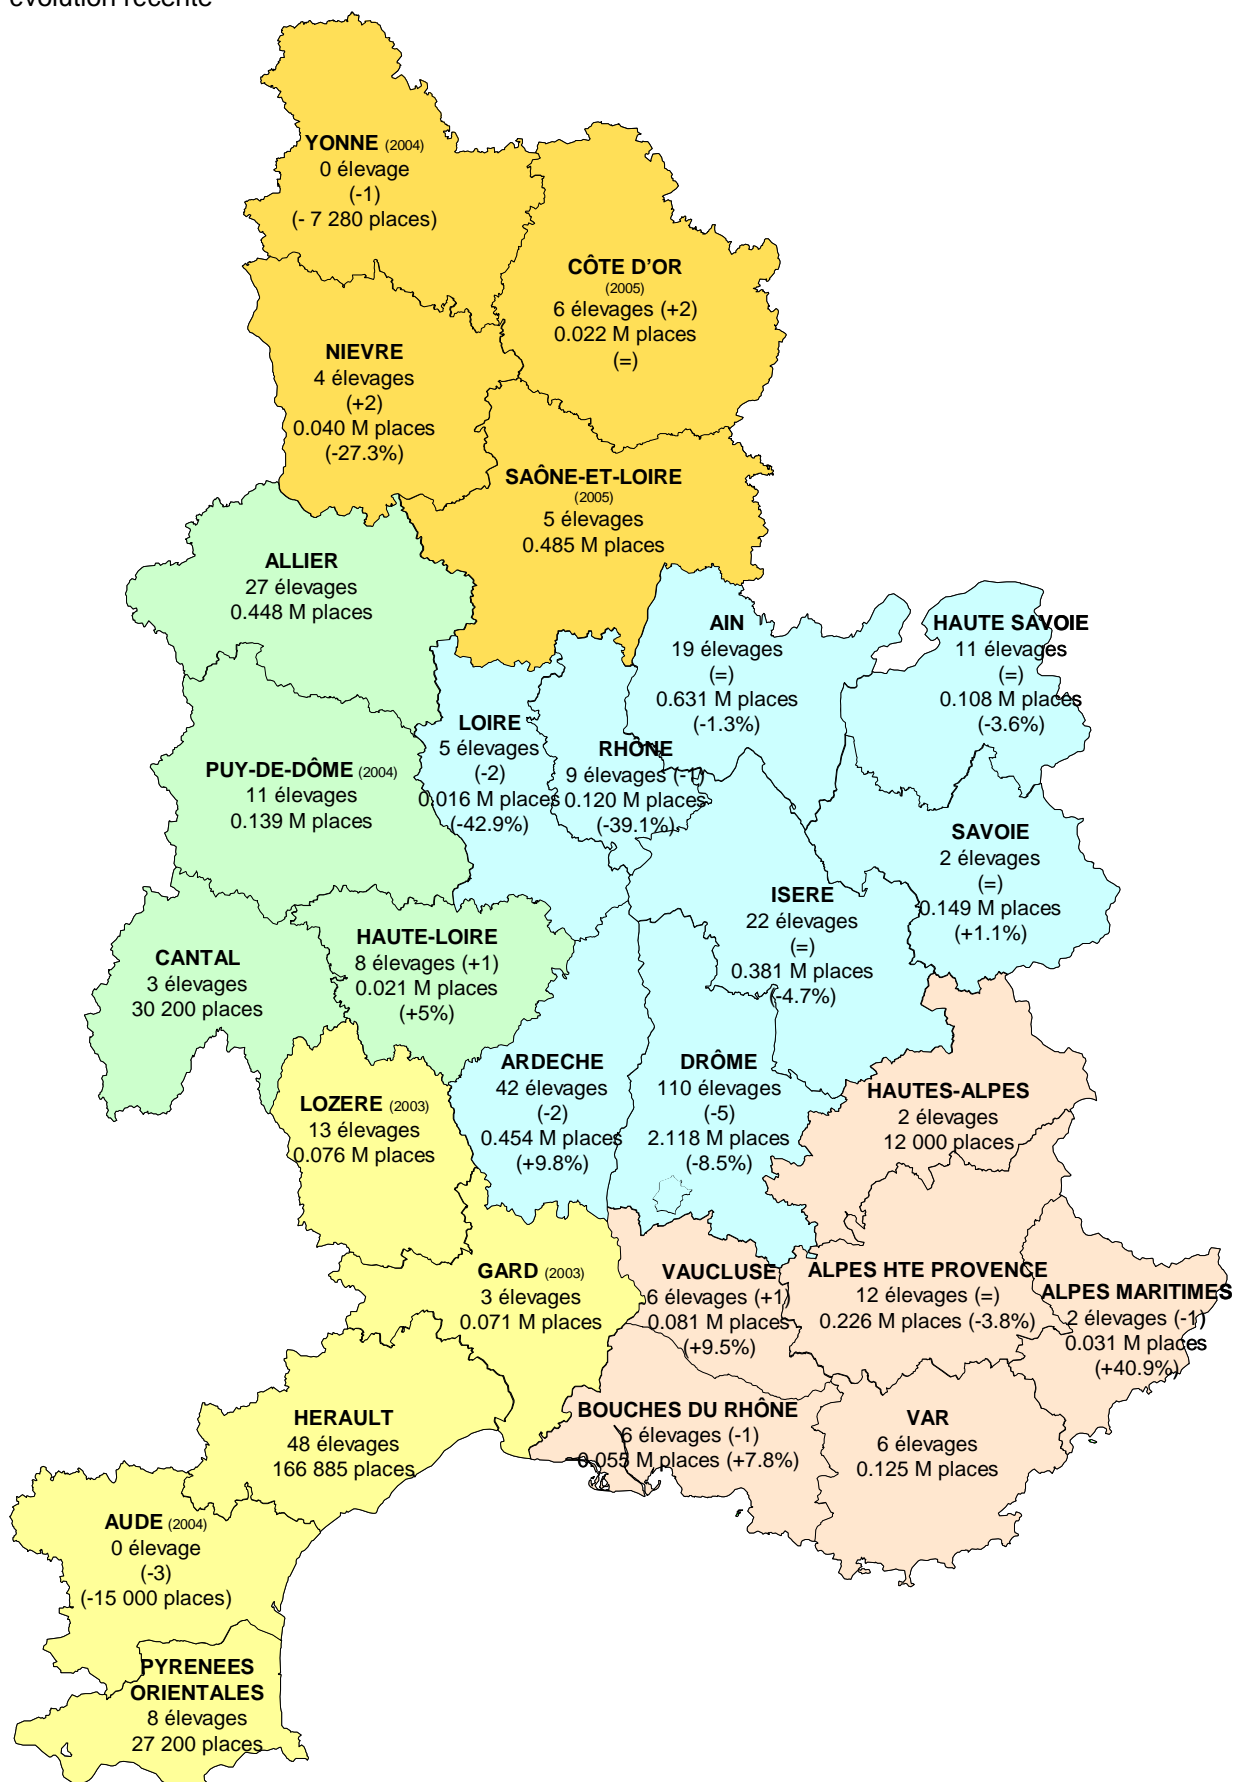 évolution récente
YONNE (2004)
0 élevage
(-1)
(- 7 280 places)
CÔTE D'OR
(2005)
6 élevages (+2)
0.022 M places
(=)
NIEVRE
4 élevages
(+2)
0.040 M places
(-27.3%)
SAÔNE-ET-LOIRE
(2005)
5 élevages
0.485 M places
ALLIER
27 élevages
0.448 M places
AIN
19 élevages
(=)
0.631 M places
(-1.3%)
HAUTE SAVOIE
11 élevages
(=)
0.108 M places
(-3.6%)
LOIRE
5 élevages
(-2)
0.016 M places
(-42.9%)
RHÔNE
9 élevages (-1)
0.120 M places
(-39.1%)
PUY-DE-DÔME (2004)
11 élevages
0.139 M places
SAVOIE
2 élevages
(=)
0.149 M places
(+1.1%)
ISERE
22 élevages
(=)
0.381 M places
(-4.7%)
CANTAL
3 élevages
30 200 places
HAUTE-LOIRE
8 élevages (+1)
0.021 M places
(+5%)
ARDECHE
42 élevages
(-2)
0.454 M places
(+9.8%)
DRÔME
110 élevages
(-5)
2.118 M places
(-8.5%)
HAUTES-ALPES
2 élevages
12 000 places
LOZERE (2003)
13 élevages
0.076 M places
GARD (2003)
3 élevages
0.071 M places
VAUCLUSE
6 élevages (+1)
0.081 M places
(+9.5%)
ALPES HTE PROVENCE
12 élevages (=)
0.226 M places (-3.8%)
ALPES MARITIMES
2 élevages (-1)
0.031 M places
(+40.9%)
HERAULT
48 élevages
166 885 places
BOUCHES DU RHÔNE
6 élevages (-1)
0.055 M places (+7.8%)
VAR
6 élevages
0.125 M places
AUDE (2004)
0 élevage
(-3)
(-15 000 places)
PYRENEES
ORIENTALES
8 élevages
27 200 places